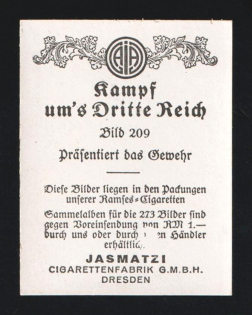 AJA
Kampf
um's Dritte Reich
Bild 209
Präsentiert das Gewehr
Diese Bilder liegen in den Packungen
unserer Ramses-Cigaretten
Sammelalben für die 273 Bilder sind
gegen Voreinsendung von RM 1.—
durch uns oder durch den Händler
erhältlich.
JASMATZI
CIGARETTENFABRIK G.M.B.H.
DRESDEN